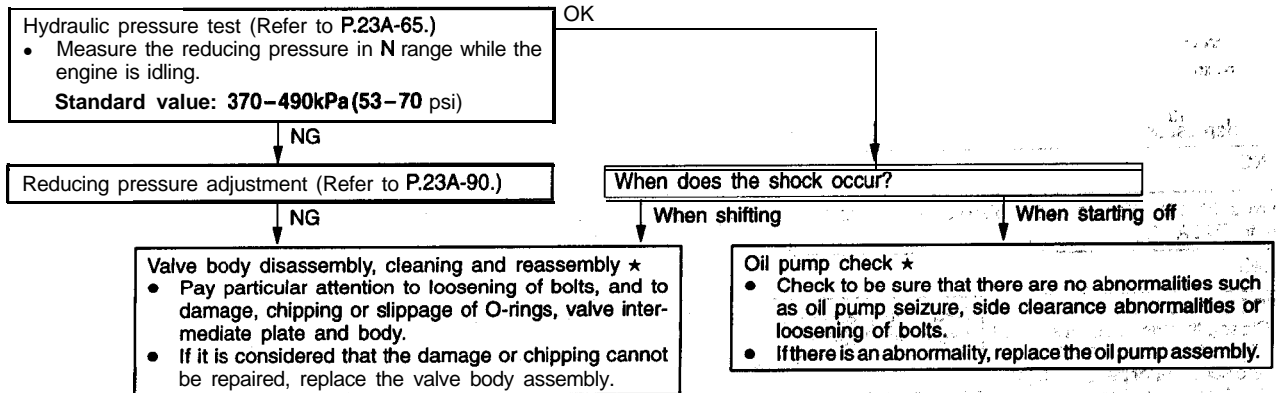 Hydraulic pressure test (Refer to P.23A-65.)
• Measure the reducing pressure in N range while the
engine is idling.
Standard value: 370–490kPa (53–70 psi)
OK
NG
Reducing pressure adjustment (Refer to P.23A-90.)
When does the shock occur?
NG
When shifting
When starting off
Valve body disassembly, cleaning and reassembly ★
• Pay particular attention to loosening of bolts, and to
damage, chipping or slippage of O-rings, valve inter-
mediate plate and body.
• If it is considered that the damage or chipping cannot
be repaired, replace the valve body assembly.
Oil pump check ★
• Check to be sure that there are no abnormalities such
as oil pump seizure, side clearance abnormalities or
loosening of bolts.
• If there is an abnormality, replace the oil pump assembly.